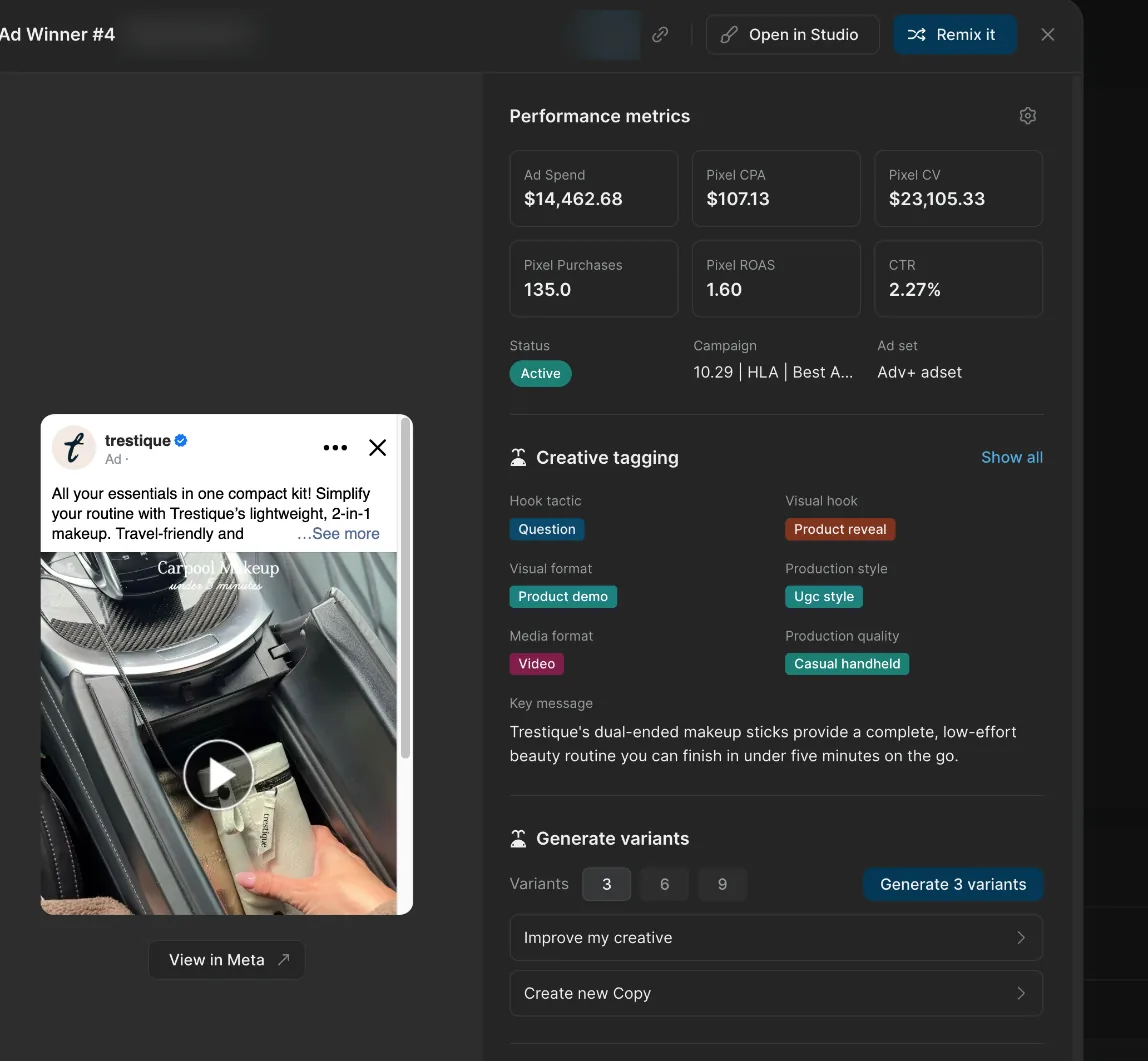 Ad Winner #4
Open in Studio
Remix it
Performance metrics
Ad Spend
$14,462.68
Pixel CPA
$107.13
Pixel CV
$23,105.33
Pixel Purchases
135.0
Pixel ROAS
1.60
CTR
2.27%
Status
Active
Campaign
10.29 | HLA | Best A...
Ad set
Adv+ adset
trestique
Ad ·
All your essentials in one compact kit! Simplify
your routine with Trestique's lightweight, 2-in-1
makeup. Travel-friendly and ...See more
Carpool Makeup
under 5 minutes
trestique
View in Meta
Creative tagging
Show all
Hook tactic
Question
Visual hook
Product reveal
Visual format
Product demo
Production style
Ugc style
Media format
Video
Production quality
Casual handheld
Key message
Trestique's dual-ended makeup sticks provide a complete, low-effort
beauty routine you can finish in under five minutes on the go.
Generate variants
Variants
3
6
9
Generate 3 variants
Improve my creative
Create new Copy